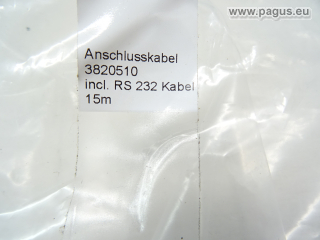 www.pagus.eu
Anschlusskabel
3820510
incl. RS 232 Kabel
15m